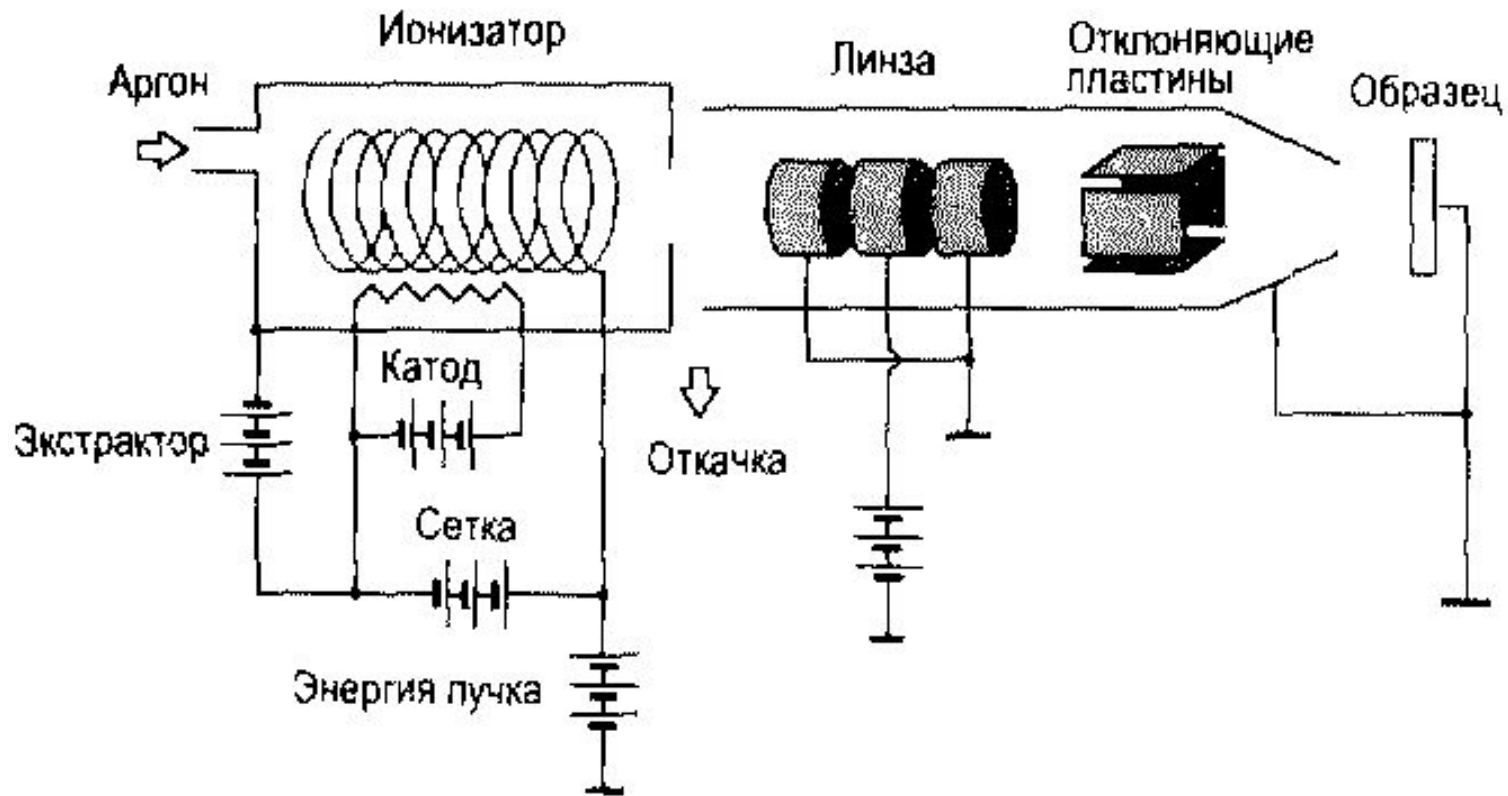 Ионизатор
Аргон
Линза
Отклоняющие
пластины
Образец
Катод
Экстрактор
Откачка
Сетка
Энергия пучка